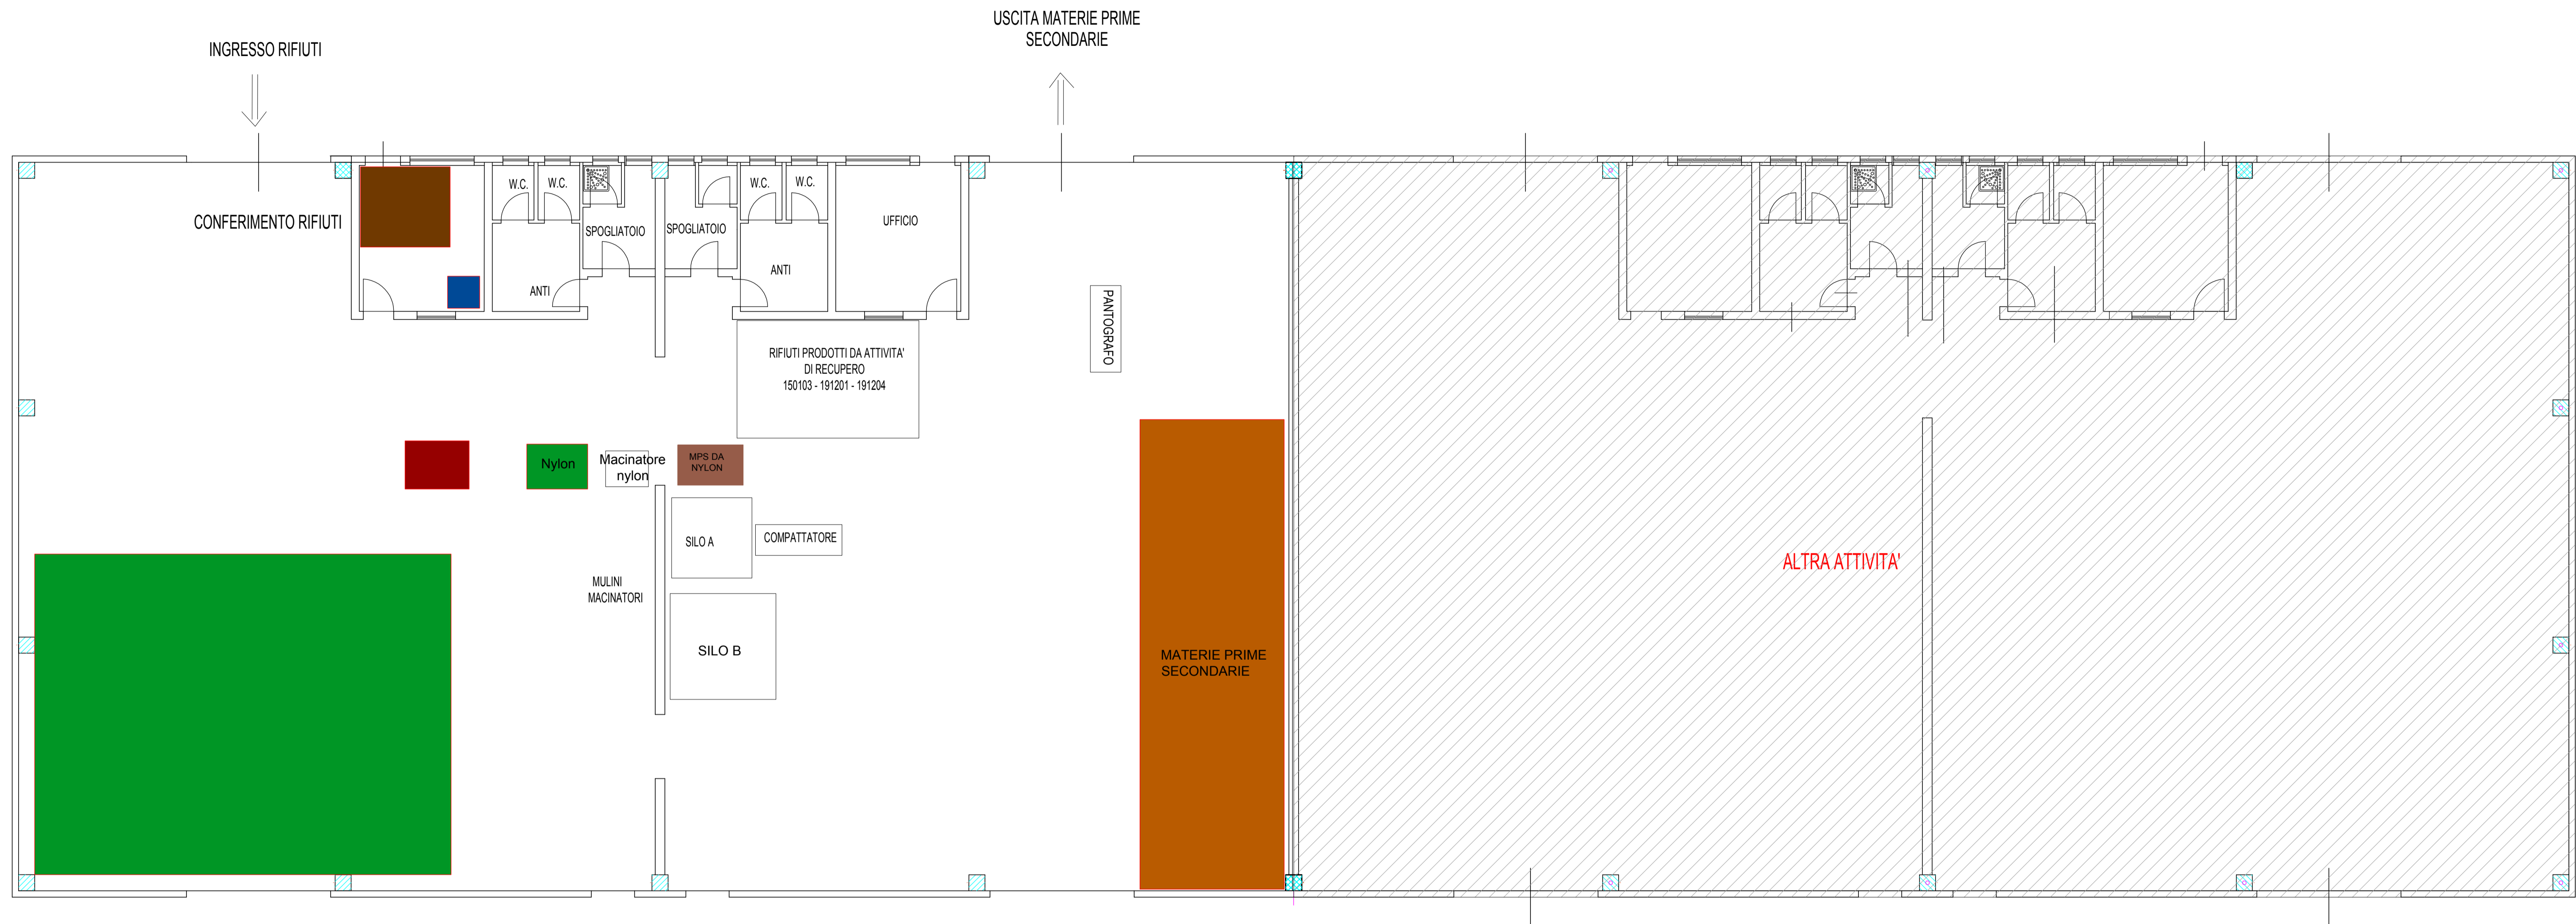 USCITA MATERIE PRIME
SECONDARIE
INGRESSO RIFIUTI
CONFERIMENTO RIFIUTI
W.C.
W.C.
SPOGLIATOIO
SPOGLIATOIO
W.C.
W.C.
UFFICIO
ANTI
ANTI
PANTOGRAFO
RIFIUTI PRODOTTI DA ATTIVITA'
DI RECUPERO
150103 - 191201 - 191204
Nylon
Macinatore
nylon
MPS DA
NYLON
SILO A
COMPATTATORE
MULINI
MACINATORI
SILO B
MATERIE PRIME
SECONDARIE
ALTRA ATTIVITA'